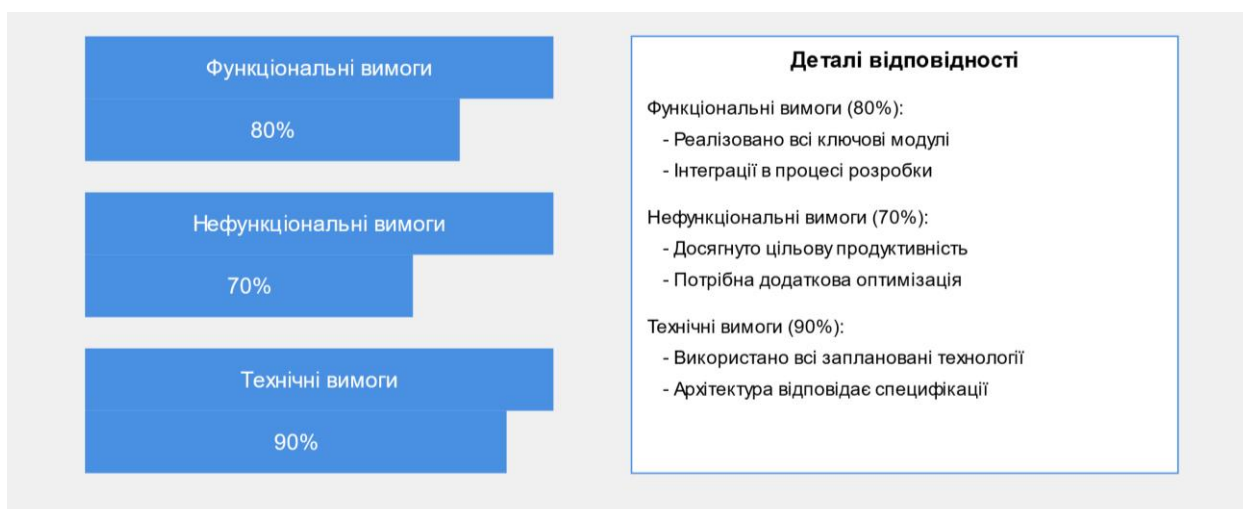 Функціональні вимоги
80%
Нефункціональні вимоги
70%
Технічні вимоги
90%
Деталі відповідності
Функціональні вимоги (80%):
- Реалізовано всі ключові модулі
- Інтеграції в процесі розробки
Нефункціональні вимоги (70%):
- Досягнуто цільову продуктивність
- Потрібна додаткова оптимізація
Технічні вимоги (90%):
- Використано всі заплановані технології
- Архітектура відповідає специфікації